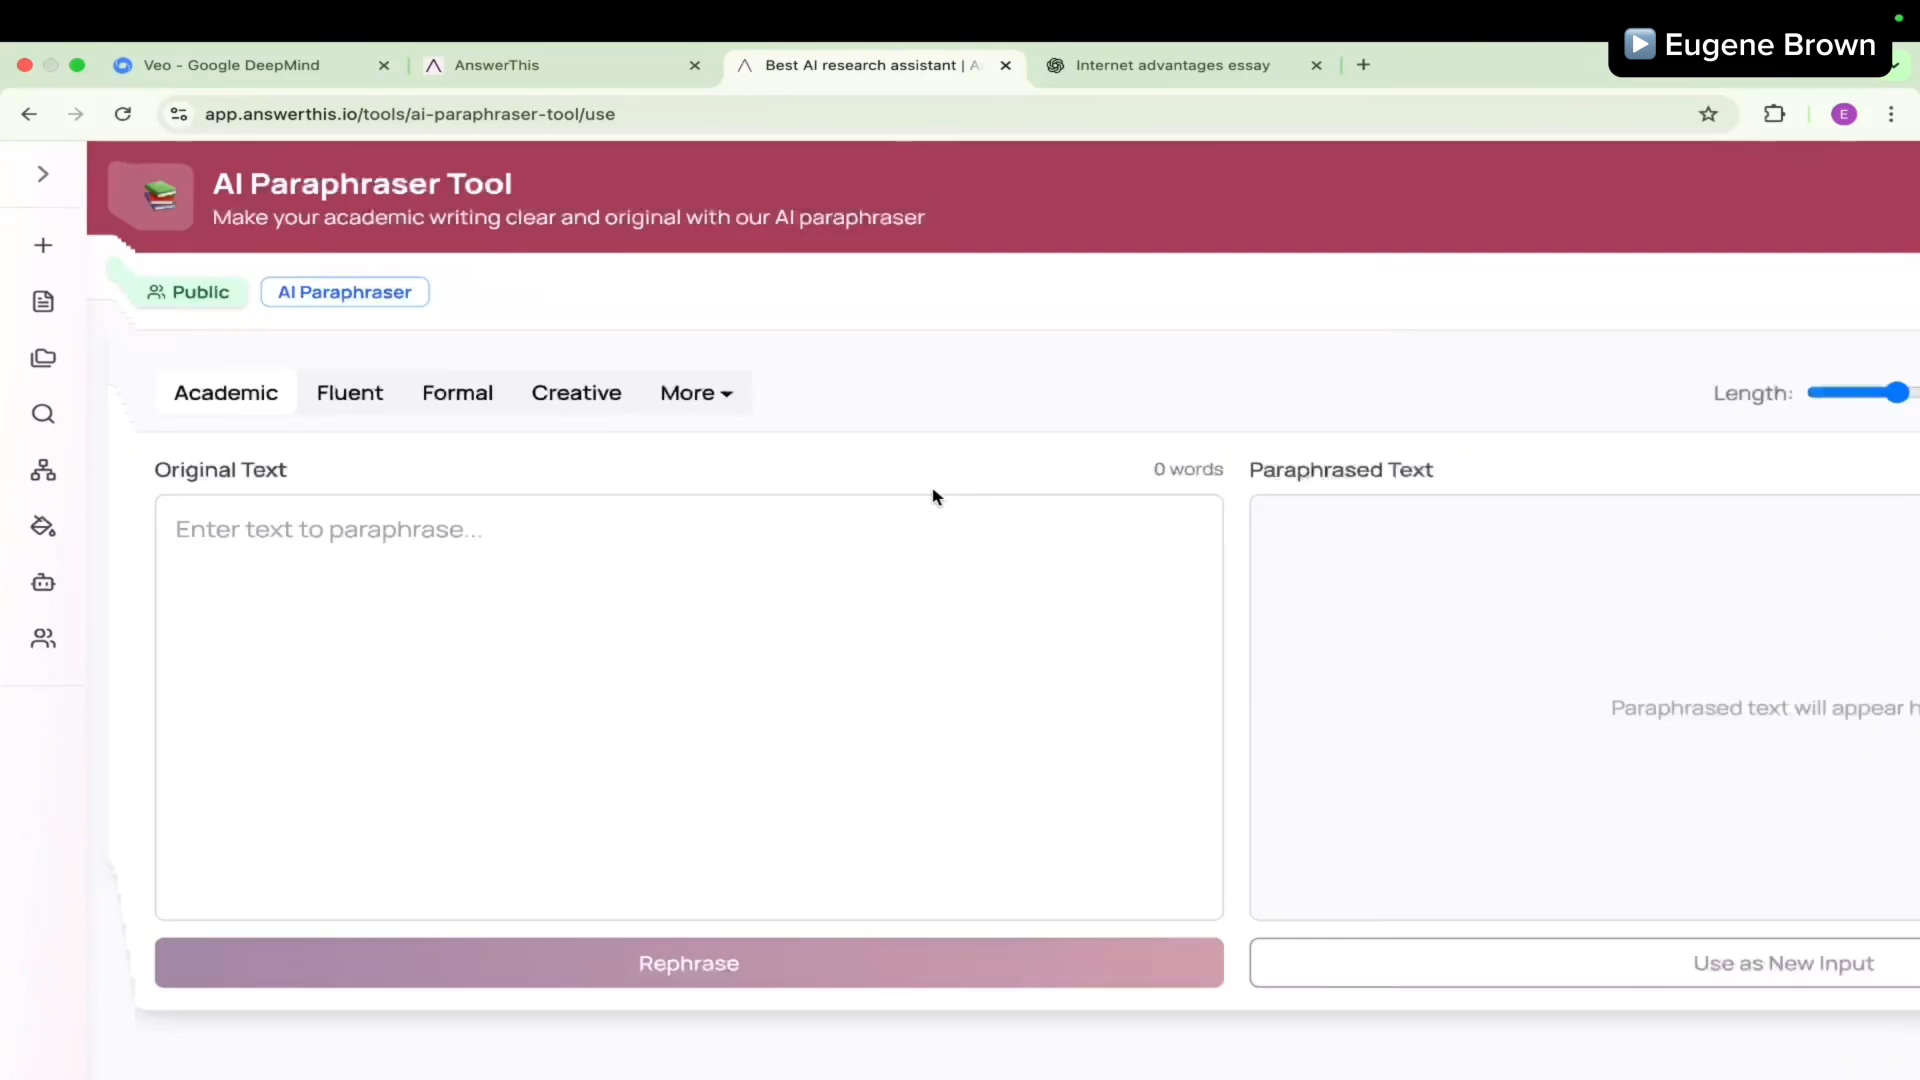 Eugene Brown
Veo - Google DeepMind
AnswerThis
Best AI research assistant | A
Internet advantages essay
app.answerthis.io/tools/ai-paraphraser-tool/use
E
AI Paraphraser Tool
Make your academic writing clear and original with our AI paraphraser
Public
AI Paraphraser
Academic
Fluent
Formal
Creative
More
Length:
Original Text
0 words
Paraphrased Text
Enter text to paraphrase...
Paraphrased text will appear h
Rephrase
Use as New Input